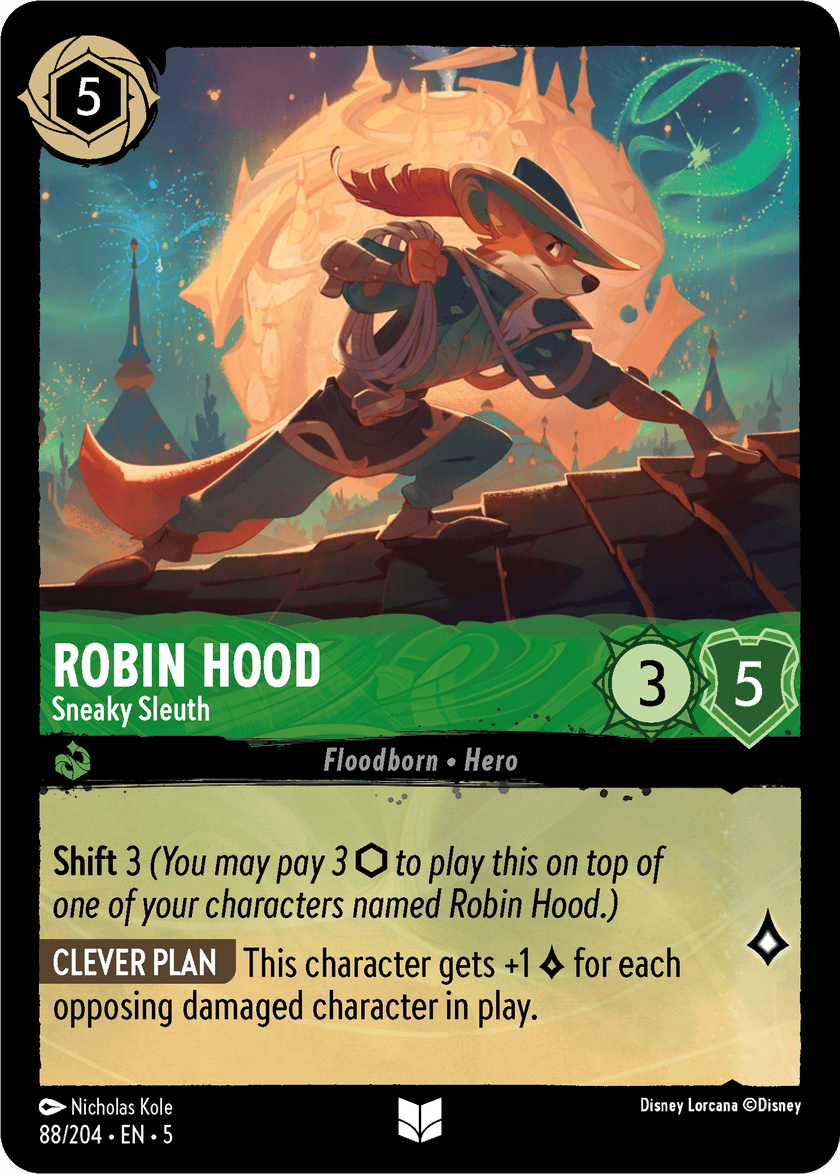 5
ROBIN HOOD
Sneaky Sleuth
3
5
Floodborn • Hero
Shift 3 (You may pay 3 ⬡ to play this on top of
one of your characters named Robin Hood.)
CLEVER PLAN This character gets +1 ⟡ for each
opposing damaged character in play.
Nicholas Kole
Disney Lorcana ©Disney
88/204 • EN • 5